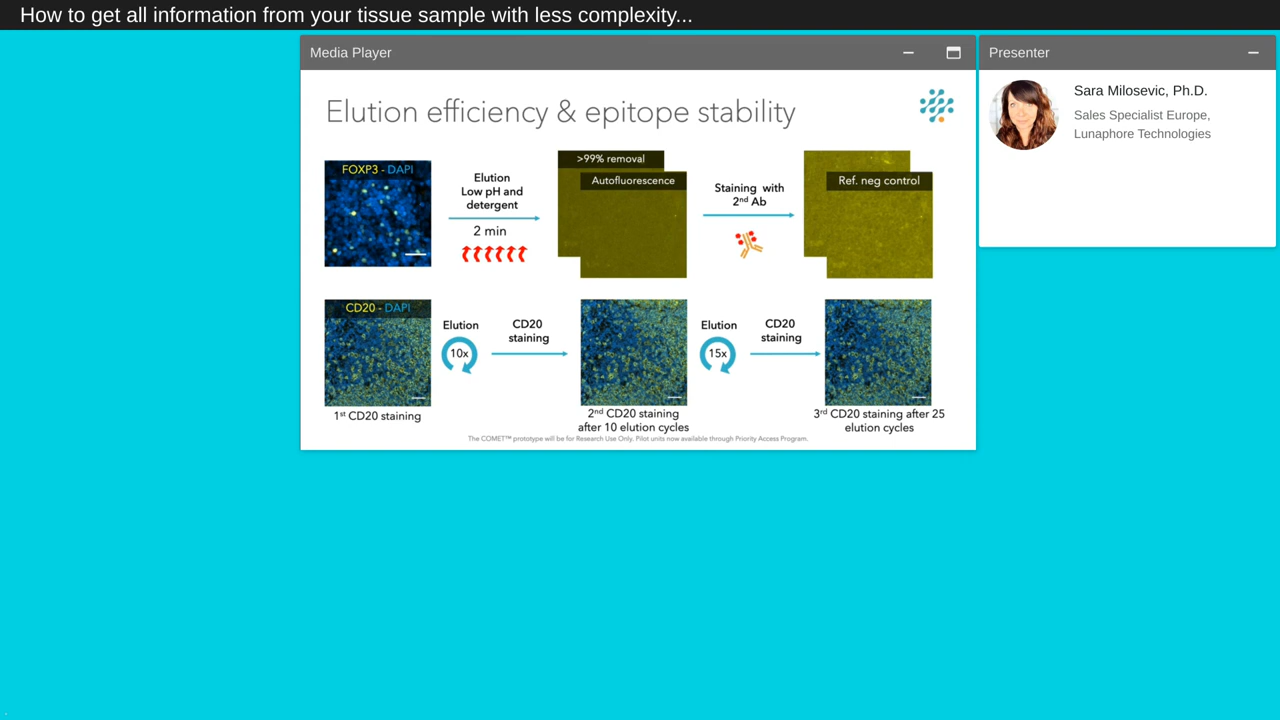 How to get all information from your tissue sample with less complexity...
Media Player
Presenter
Sara Milosevic, Ph.D.
Sales Specialist Europe,
Lunaphore Technologies
Elution efficiency & epitope stability
FOXP3 - DAPI
Elution
Low pH and
detergent
2 min
>99% removal
Autofluorescence
Staining with
2nd Ab
Ref. neg control
CD20 - DAPI
1st CD20 staining
Elution
10x
CD20
staining
2nd CD20 staining
after 10 elution cycles
Elution
15x
CD20
staining
3rd CD20 staining after 25
elution cycles
The COMET™ prototype will be for Research Use Only. Pilot units now available through Priority Access Program.